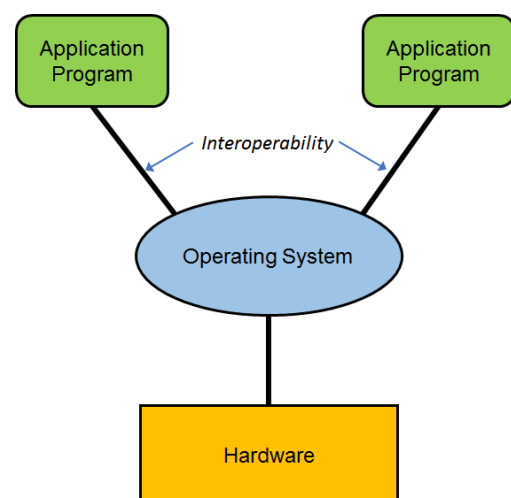 Application
Program
Application
Program
Interoperability
Operating System
Hardware